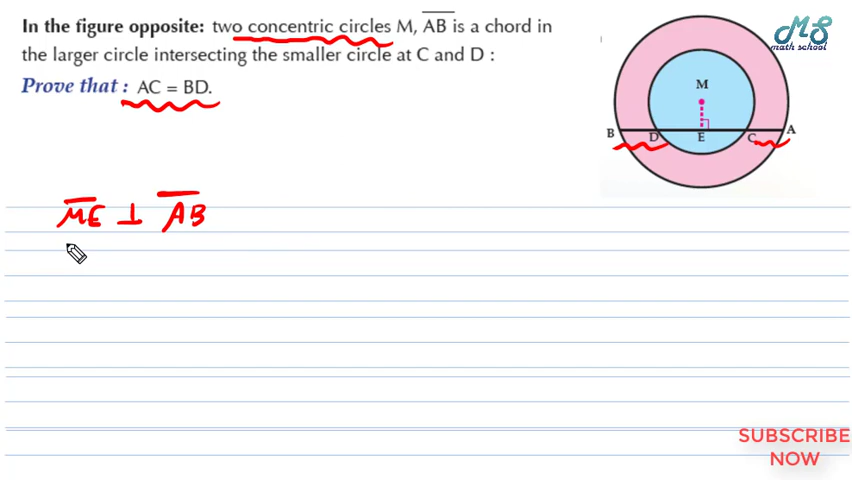 In the figure opposite: two concentric circles M, AB is a chord in
the larger circle intersecting the smaller circle at C and D :
Prove that : AC = BD.
MS
math school
M
B D E C A
ME ⊥ AB
SUBSCRIBE
NOW